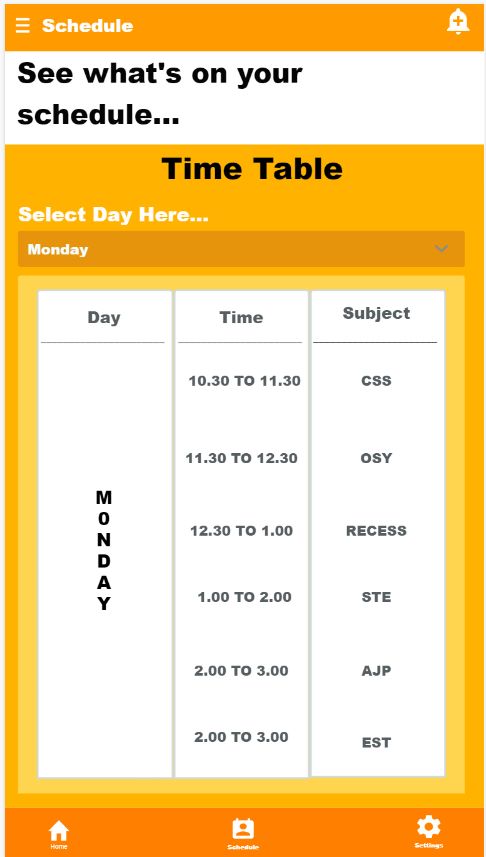 Schedule
See what's on your
schedule...
Time Table
Select Day Here...
Monday
Day Time Subject
10.30 TO 11.30 CSS
11.30 TO 12.30 OSY
12.30 TO 1.00 RECESS
M
0
N
D
A
Y
1.00 TO 2.00 STE
2.00 TO 3.00 AJP
2.00 TO 3.00 EST
Home Schedule Settings